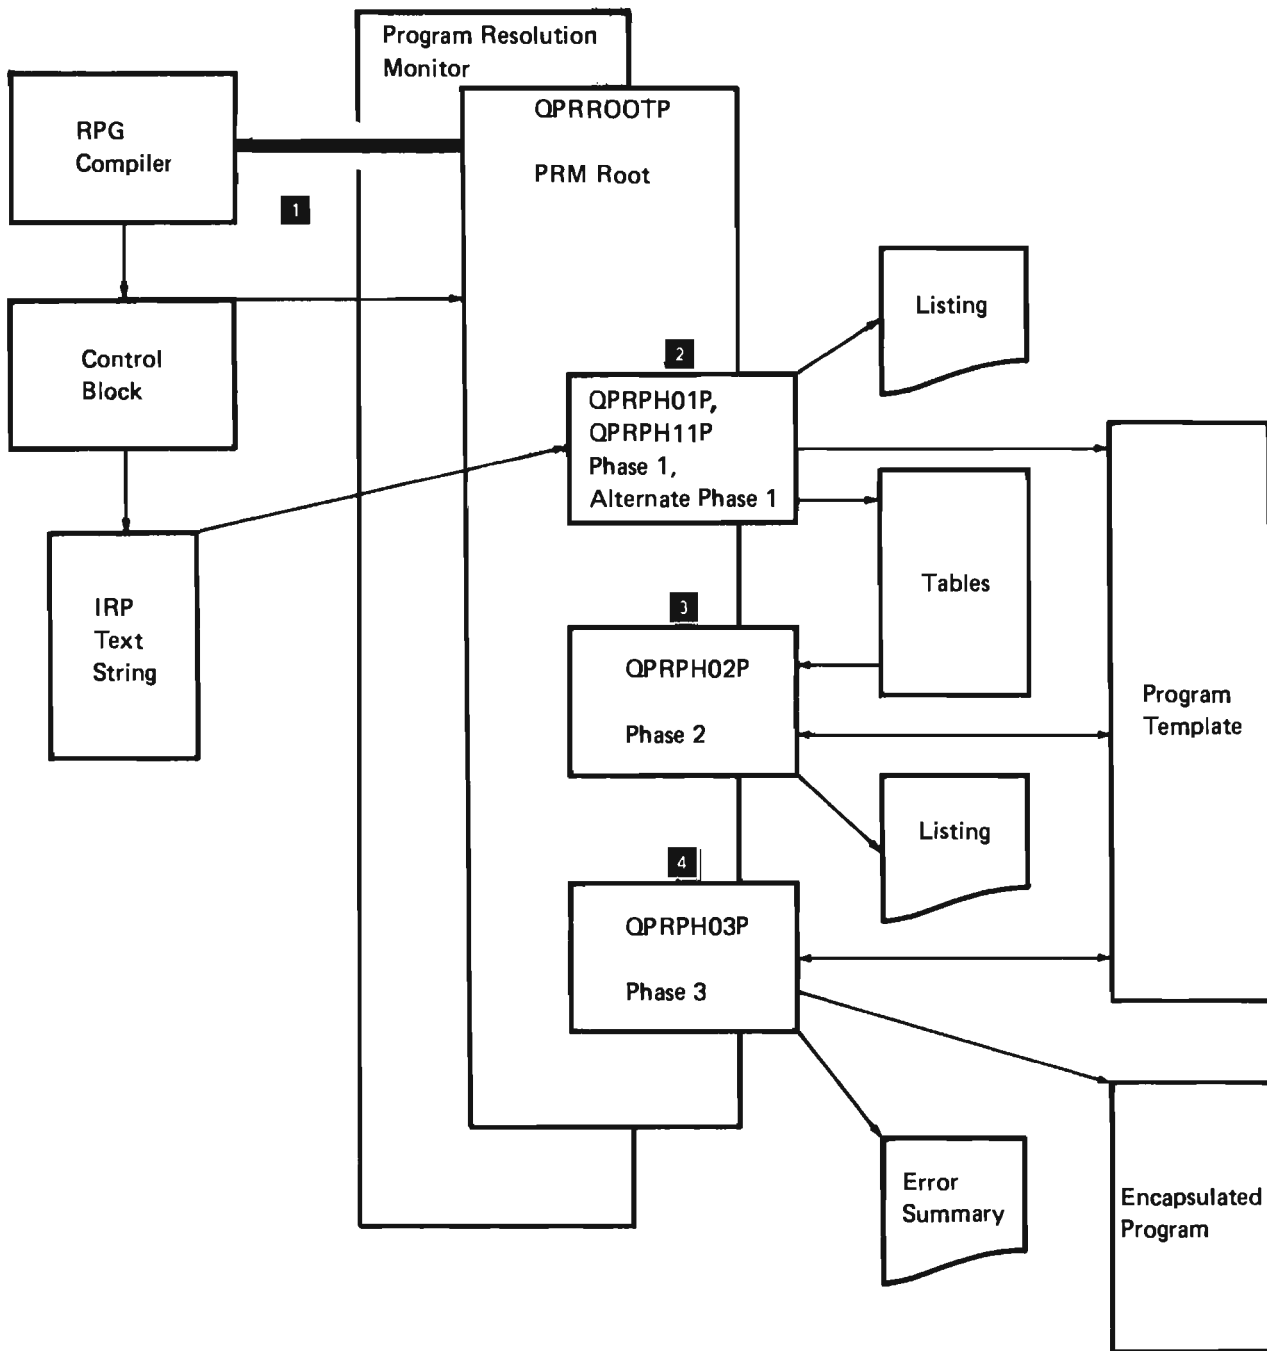 Program Resolution
Monitor
QPRROOTP
PRM Root
RPG
Compiler
1
Control
Block
IRP
Text
String
2
QPRPH01P,
QPRPH11P
Phase 1,
Alternate Phase 1
Listing
Tables
3
QPRPH02P
Phase 2
Program
Template
Listing
4
QPRPH03P
Phase 3
Error
Summary
Encapsulated
Program